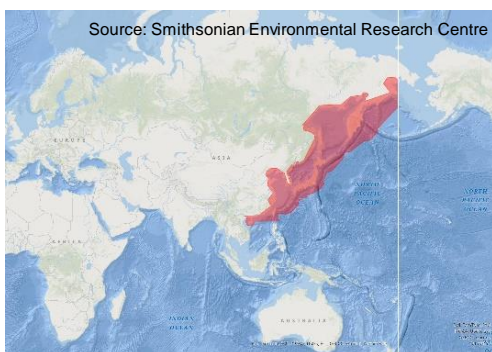 Source: Smithsonian Environmental Research Centre
EUROPE
ASIA
NORTH
PACIFIC
OCEAN
NORTH
PACIFIC
OCEAN
AFRICA
INDIAN
OCEAN
AUSTRALIA